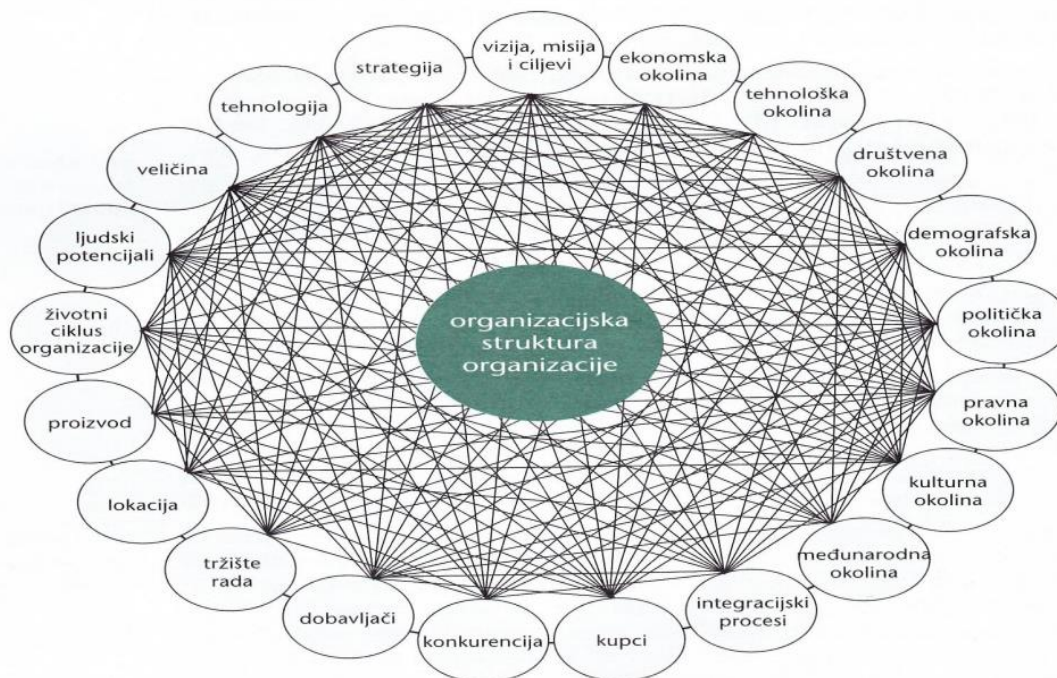 vizija, misija
i ciljevi
ekonomska
okolina
tehnološka
okolina
društvena
okolina
demografska
okolina
politička
okolina
pravna
okolina
kulturna
okolina
međunarodna
okolina
integracijski
procesi
kupci
konkurencija
dobavljači
tržište
rada
lokacija
proizvod
životni
ciklus
organizacije
ljudski
potencijali
veličina
tehnologija
strategija
organizacijska
struktura
organizacije